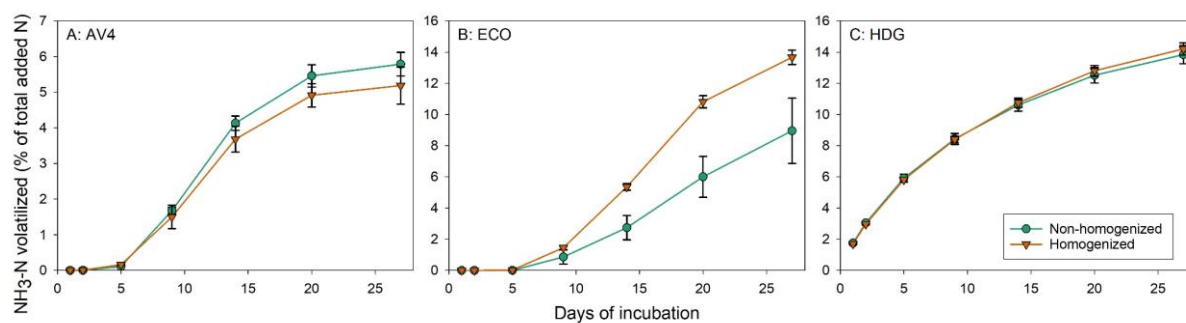 NH3-N volatilized (% of total added N)
A: AV4
7
6
5
4
3
2
1
0
0 5 10 15 20 25
B: ECO
16
14
12
10
8
6
4
2
0
0 5 10 15 20 25
C: HDG
16
14
12
10
8
6
4
2
0
0 5 10 15 20 25
Non-homogenized
Homogenized
Days of incubation